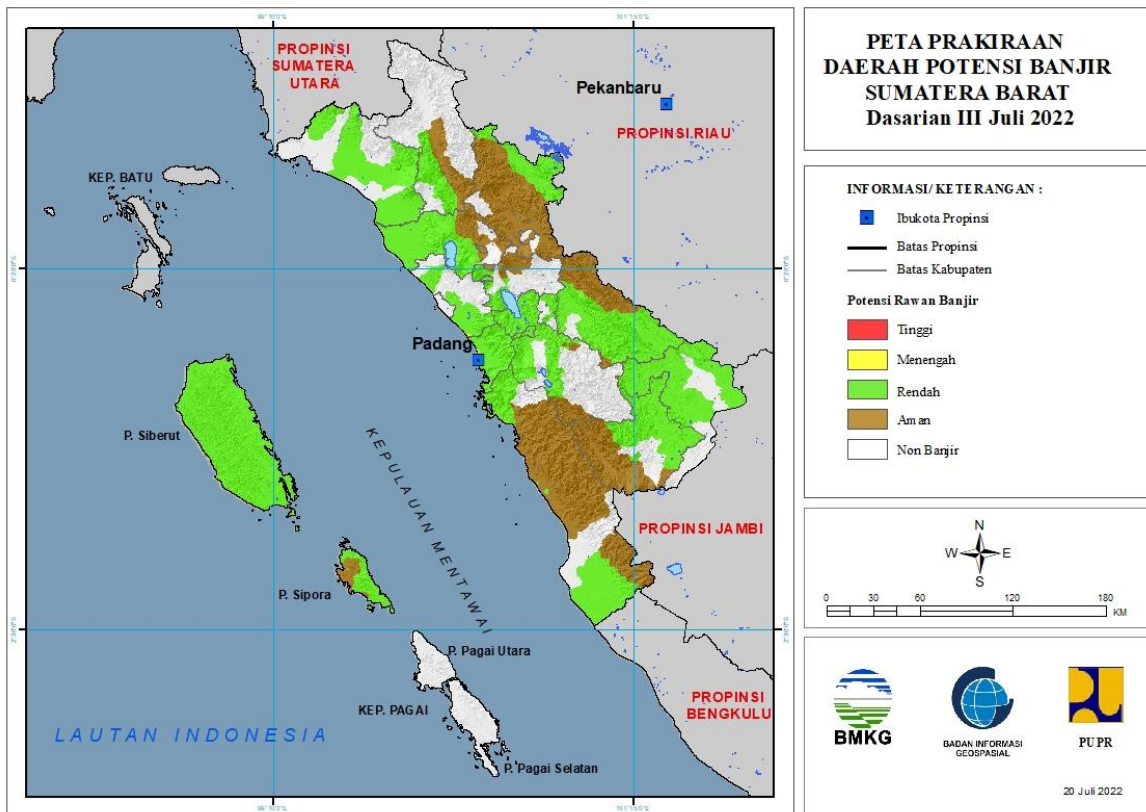 PROPINSI
SUMATERA
UTARA
Pekanbaru
PROPINSI RIAU
KEP. BATU
Padang
P. Siberut
KEPULAUAN MENTAWAI
PROPINSI JAMBI
P. Sipora
P. Pagai Utara
KEP. PAGAI
PROPINSI
BENGKULU
LAUTAN INDONESIA
P. Pagai Selatan
PETA PRAKIRAAN
DAERAH POTENSI BANJIR
SUMATERA BARAT
Dasarian III Juli 2022
INFORMASI/ KETERANGAN :
Ibukota Propinsi
Batas Propinsi
Batas Kabupaten
Potensi Rawan Banjir
Tinggi
Menengah
Rendah
Aman
Non Banjir
N
W E
S
0 30 60 120 180
KM
BMKG
BADAN INFORMASI
GEOSPASIAL
PUPR
20 Juli 2022